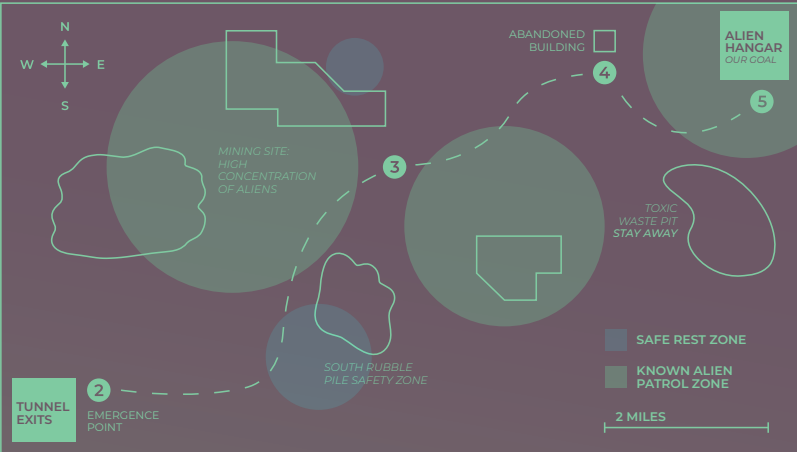 N
W
E
S
ABANDONED
BUILDING
ALIEN
HANGAR
OUR GOAL
4
5
MINING SITE:
HIGH
CONCENTRATION
OF ALIENS
3
TOXIC
WASTE PIT
STAY AWAY
SAFE REST ZONE
KNOWN ALIEN
PATROL ZONE
SOUTH RUBBLE
PILE SAFETY ZONE
TUNNEL
EXITS
2
EMERGENCE
POINT
2 MILES